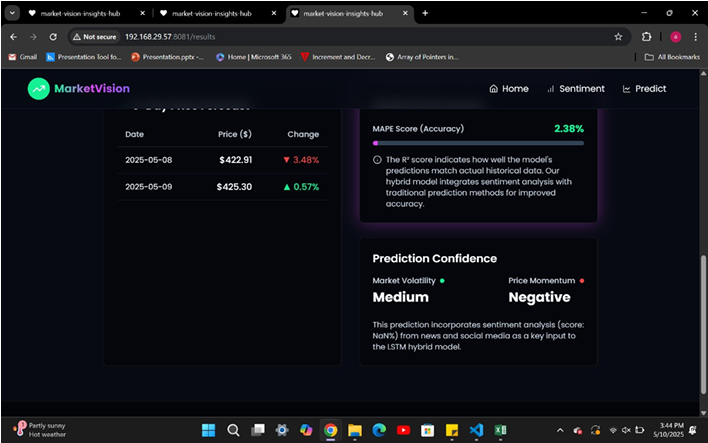 market-vision-insights-hub
market-vision-insights-hub
market-vision-insights-hub
Not secure 192.168.29.57:8081/results
Gmail
Presentation Tool fo...
Presentation.pptx -...
Home | Microsoft 365
Increment and Decr...
Array of Pointers in...
All Bookmarks
MarketVision
Home
Sentiment
Predict
Date Price ($) Change
2025-05-08 $422.91 ▼ 3.48%
2025-05-09 $425.30 ▲ 0.57%
MAPE Score (Accuracy) 2.38%
The R² score indicates how well the model's
predictions match actual historical data. Our
hybrid model integrates sentiment analysis with
traditional prediction methods for improved
accuracy.
Prediction Confidence
Market Volatility Price Momentum
Medium Negative
This prediction incorporates sentiment analysis (score:
NaN%) from news and social media as a key input to
the LSTM hybrid model.
1
Partly sunny
Hot weather
3:44 PM
5/10/2025